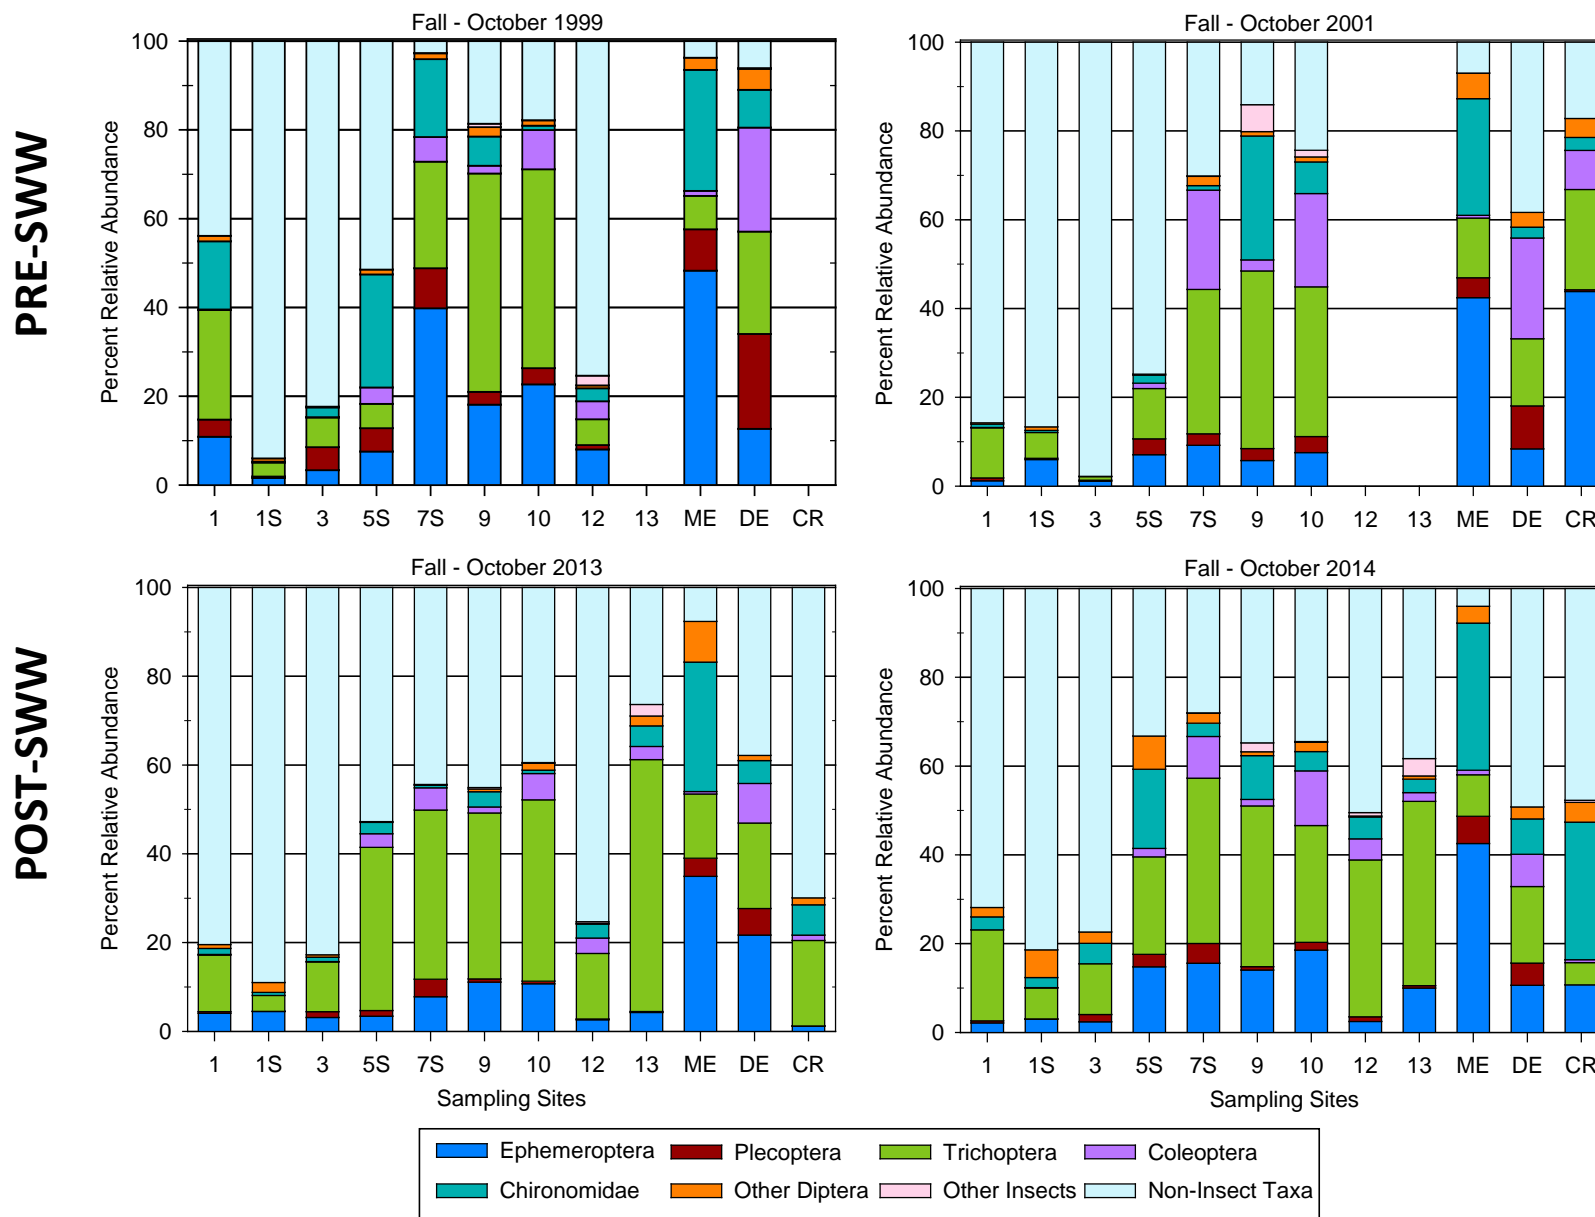 PRE-SWW
Fall - October 1999
Percent Relative Abundance
100
80
60
40
20
0
1 1S 3 5S 7S 9 10 12 13 ME DE CR
Fall - October 2001
Percent Relative Abundance
100
80
60
40
20
0
1 1S 3 5S 7S 9 10 12 13 ME DE CR
POST-SWW
Fall - October 2013
Percent Relative Abundance
100
80
60
40
20
0
1 1S 3 5S 7S 9 10 12 13 ME DE CR
Sampling Sites
Fall - October 2014
Percent Relative Abundance
100
80
60
40
20
0
1 1S 3 5S 7S 9 10 12 13 ME DE CR
Sampling Sites
Ephemeroptera Plecoptera Trichoptera Coleoptera
Chironomidae Other Diptera Other Insects Non-Insect Taxa